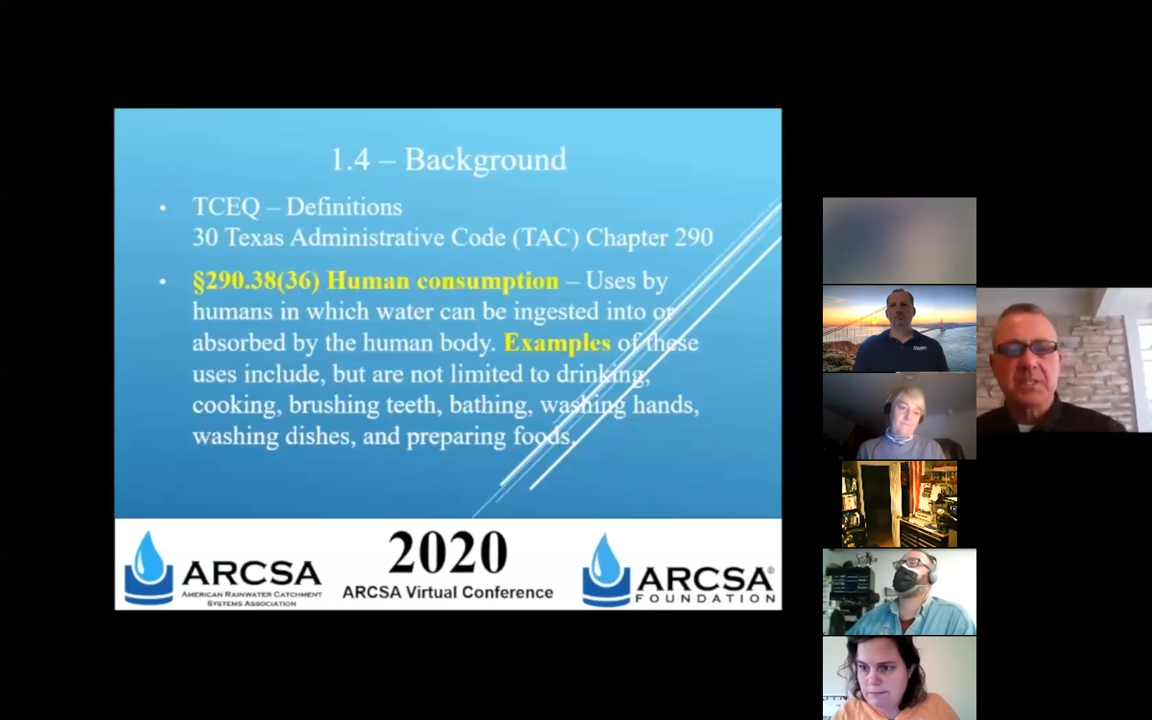 1.4 – Background
• TCEQ – Definitions
30 Texas Administrative Code (TAC) Chapter 290
• §290.38(36) Human consumption – Uses by
humans in which water can be ingested into or
absorbed by the human body. Examples of these
uses include, but are not limited to drinking,
cooking, brushing teeth, bathing, washing hands,
washing dishes, and preparing foods.
ARCSA
AMERICAN RAINWATER CATCHMENT
SYSTEMS ASSOCIATION
2020
ARCSA Virtual Conference
ARCSA®
FOUNDATION